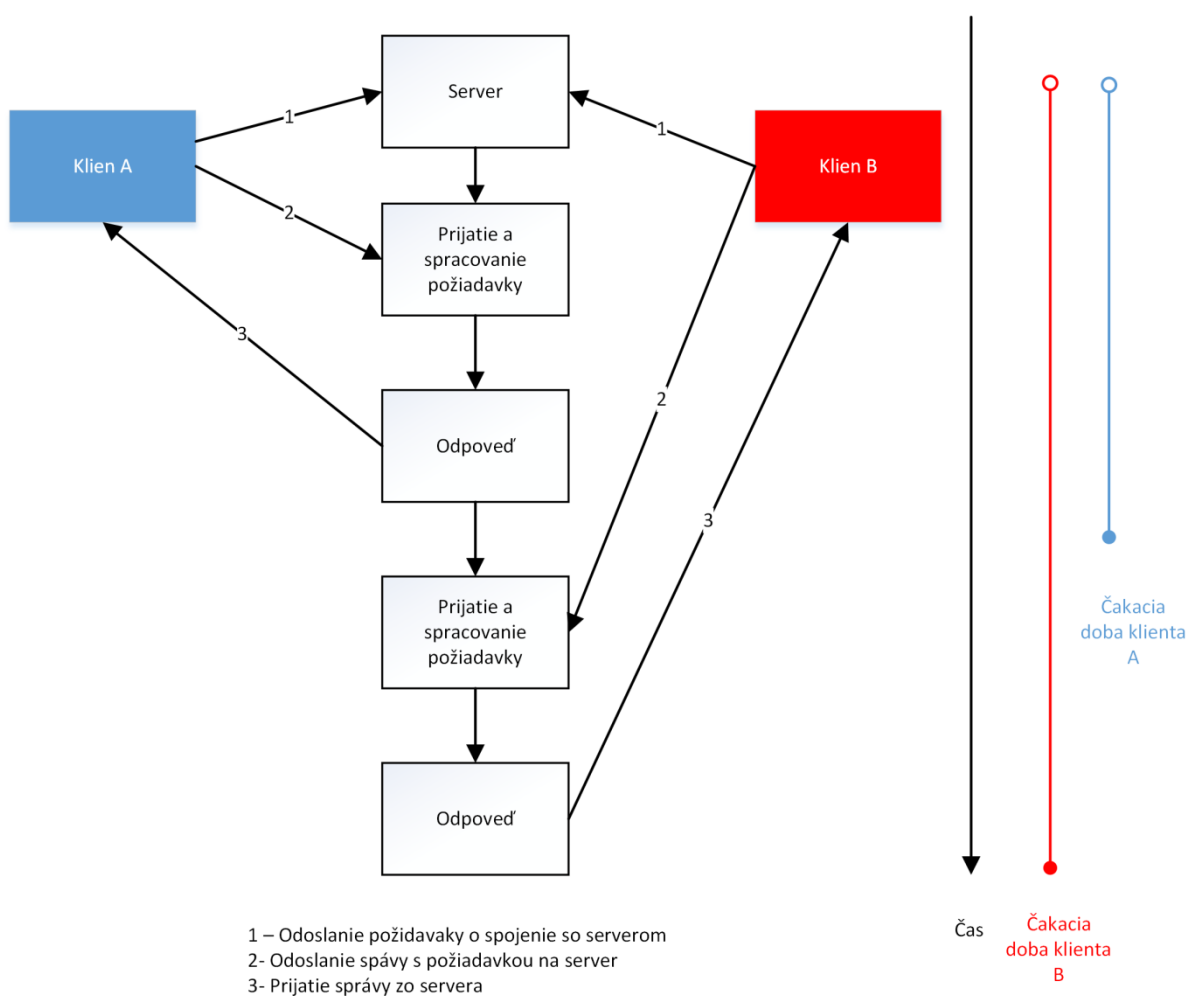 Server
1
1
Klien A
Klien B
2
Prijatie a
spracovanie
požiadavky
3
2
Odpoveď
3
Prijatie a
spracovanie
požiadavky
Čakacia
doba klienta
A
Odpoveď
Čas
Čakacia
doba klienta
B
1 – Odoslanie požidavaky o spojenie so serverom
2- Odoslanie spávy s požiadavkou na server
3- Prijatie správy zo servera